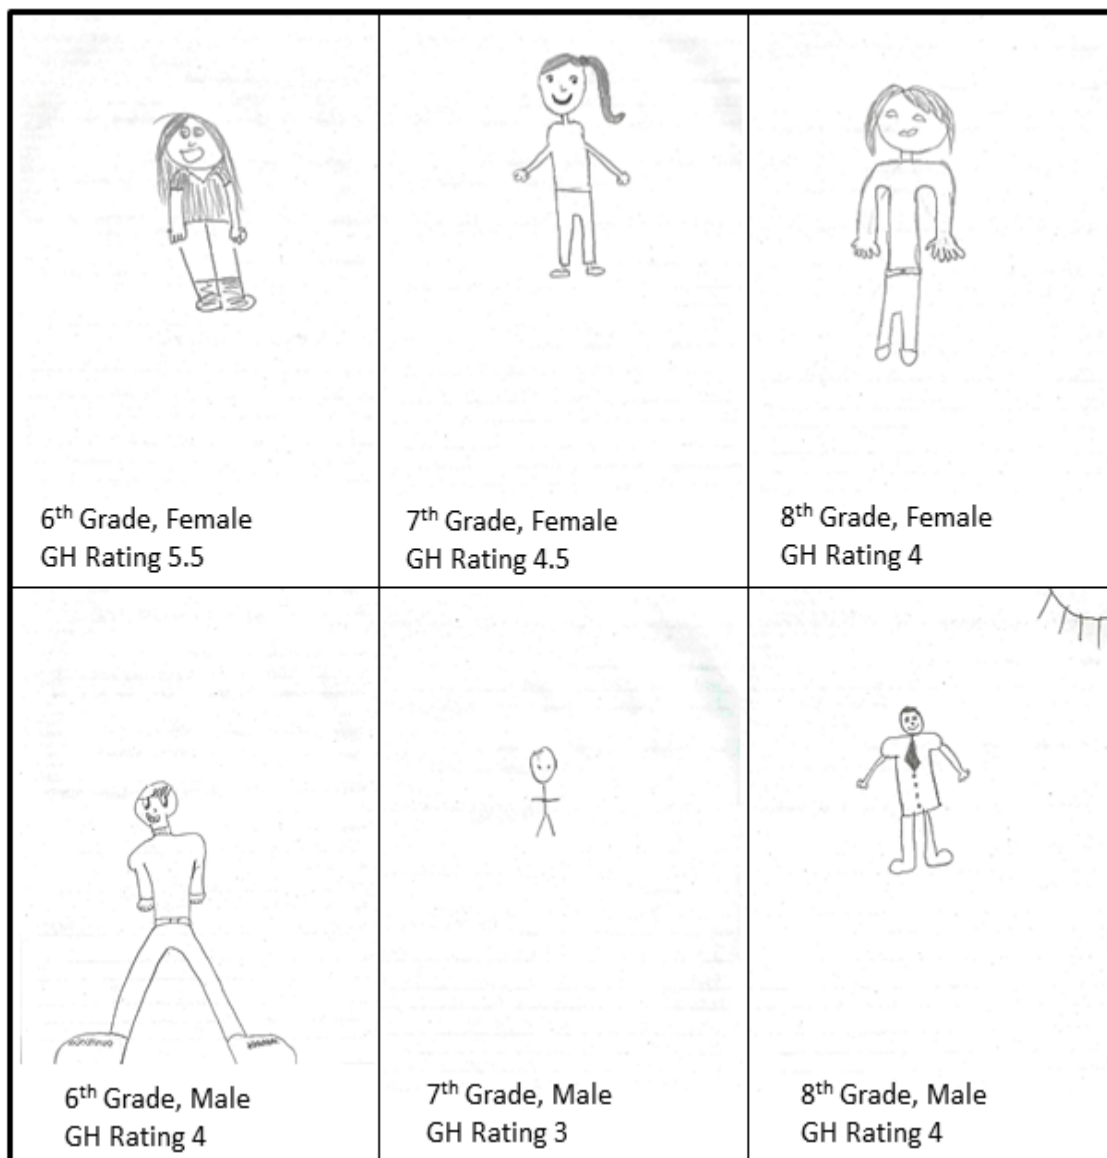 6th Grade, Female
GH Rating 5.5
7th Grade, Female
GH Rating 4.5
8th Grade, Female
GH Rating 4
6th Grade, Male
GH Rating 4
7th Grade, Male
GH Rating 3
8th Grade, Male
GH Rating 4